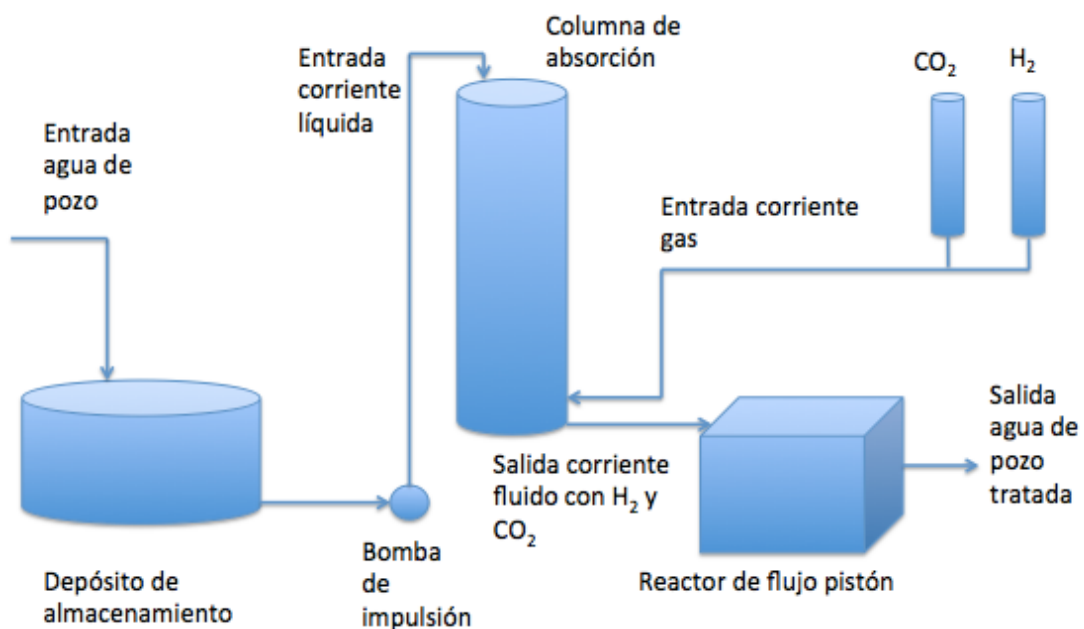 Columna de
absorción
Entrada
corriente
líquida
CO₂
H₂
Entrada
agua de
pozo
Entrada corriente
gas
Salida
agua de
pozo
tratada
Salida corriente
fluido con H₂ y
CO₂
Bomba
de
impulsión
Depósito de
almacenamiento
Reactor de flujo pistón